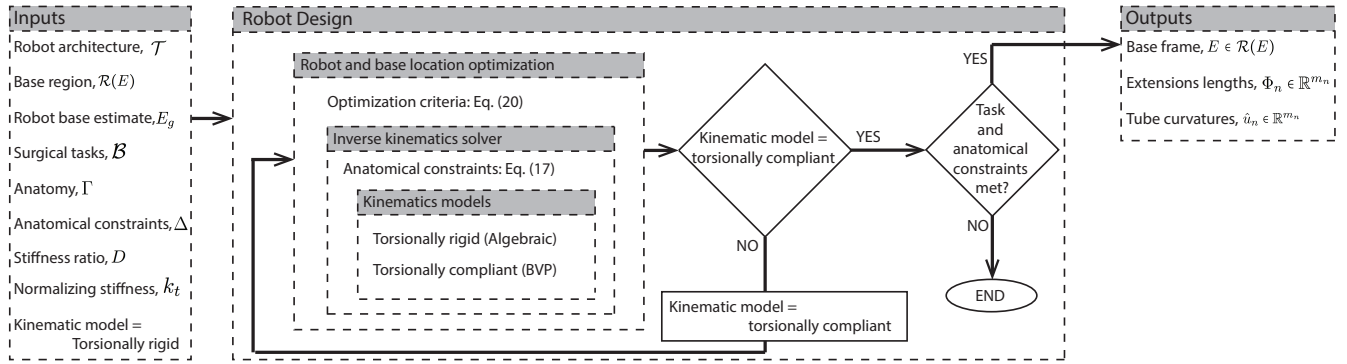 Inputs
Robot architecture, 𝒯
Base region, ℛ(E)
Robot base estimate, E_g
Surgical tasks, ℬ
Anatomy, Γ
Anatomical constraints, Δ
Stiffness ratio, D
Normalizing stiffness, k_t
Kinematic model =
Torsionally rigid
Robot Design
Robot and base location optimization
Optimization criteria: Eq. (20)
Inverse kinematics solver
Anatomical constraints: Eq. (17)
Kinematics models
Torsionally rigid (Algebraic)
Torsionally compliant (BVP)
Kinematic model =
torsionally compliant
YES
NO
Kinematic model =
torsionally compliant
Task
and
anatomical
constraints
met?
YES
NO
END
Outputs
Base frame, E ∈ ℛ(E)
Extensions lengths, Φ_n ∈ ℝ^{m_n}
Tube curvatures, û_n ∈ ℝ^{m_n}